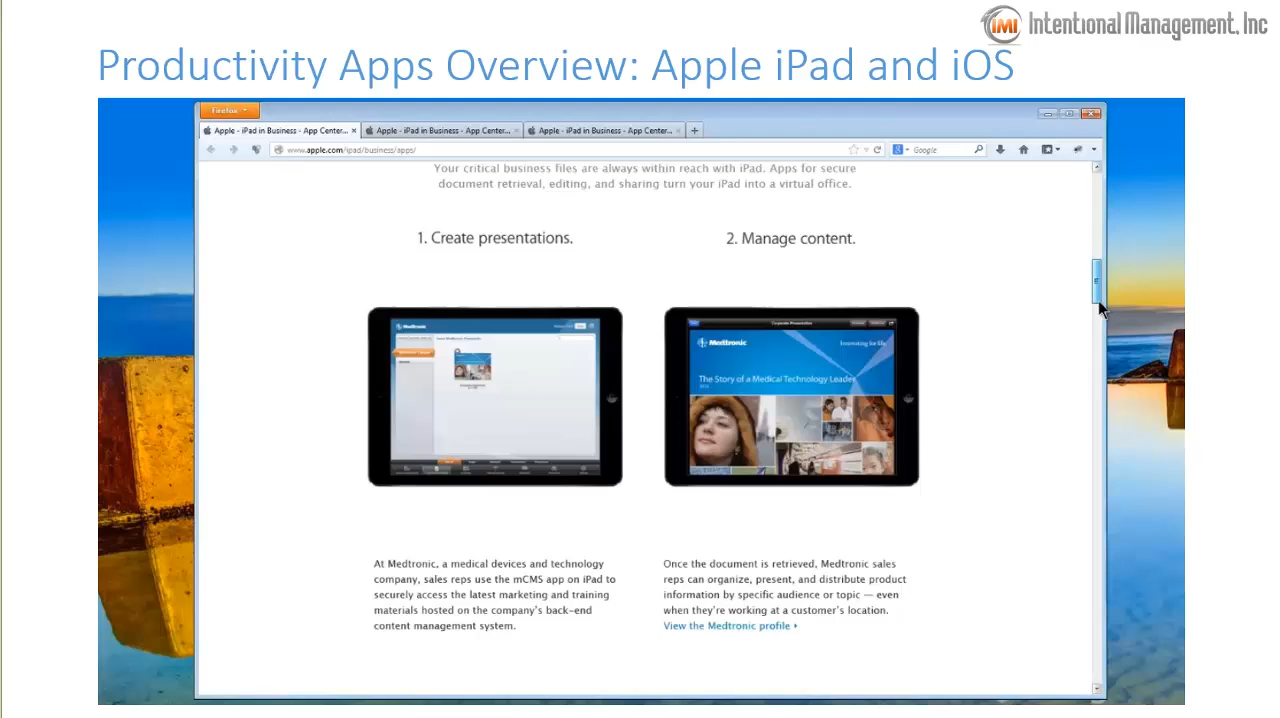 IMI Intentional Management, Inc
Productivity Apps Overview: Apple iPad and iOS
Firefox
Apple - iPad in Business - App Center...
Apple - iPad in Business - App Center...
Apple - iPad in Business - App Center...
www.apple.com/ipad/business/apps/
Google
Your critical business files are always within reach with iPad. Apps for secure
document retrieval, editing, and sharing turn your iPad into a virtual office.
1. Create presentations.
2. Manage content.
Medtronic
Corporate Presentation
Medtronic
Innovating for life
The Story of a Medical Technology Leader
At Medtronic, a medical devices and technology
company, sales reps use the mCMS app on iPad to
securely access the latest marketing and training
materials hosted on the company's back-end
content management system.
Once the document is retrieved, Medtronic sales
reps can organize, present, and distribute product
information by specific audience or topic — even
when they're working at a customer's location.
View the Medtronic profile